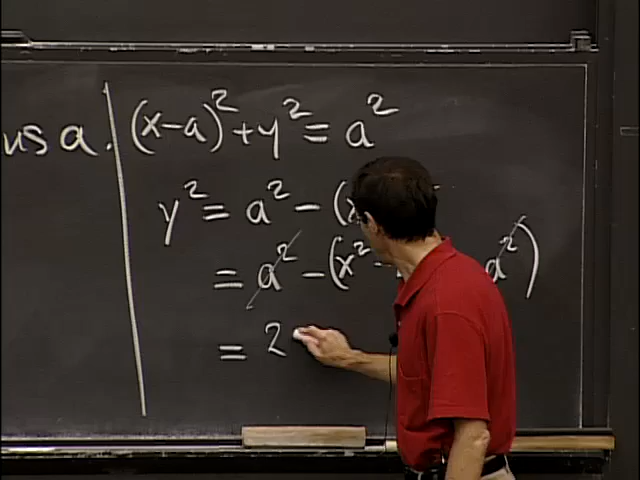 us a. (x-a)² + y² = a²
y² = a² - (x
= a² - (x² a²)
= 2